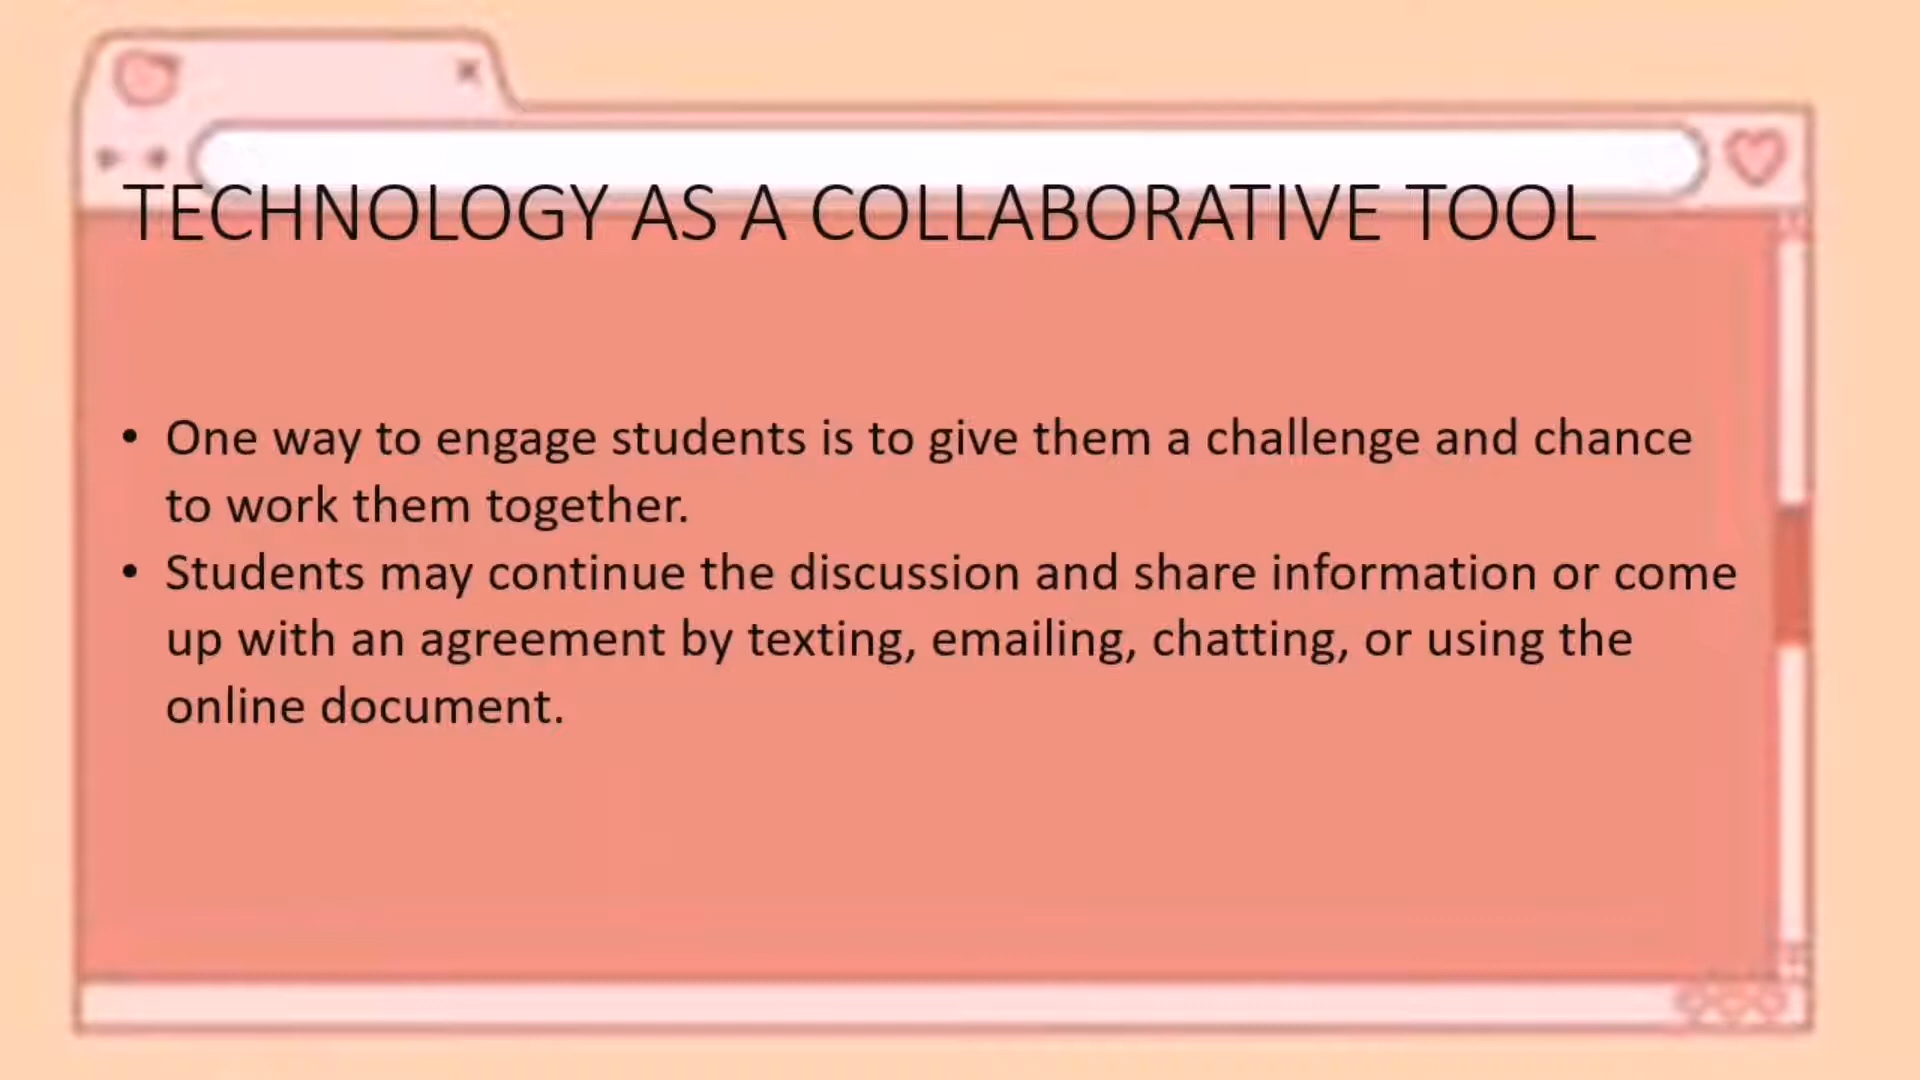 TECHNOLOGY AS A COLLABORATIVE TOOL
• One way to engage students is to give them a challenge and chance
to work them together.
• Students may continue the discussion and share information or come
up with an agreement by texting, emailing, chatting, or using the
online document.